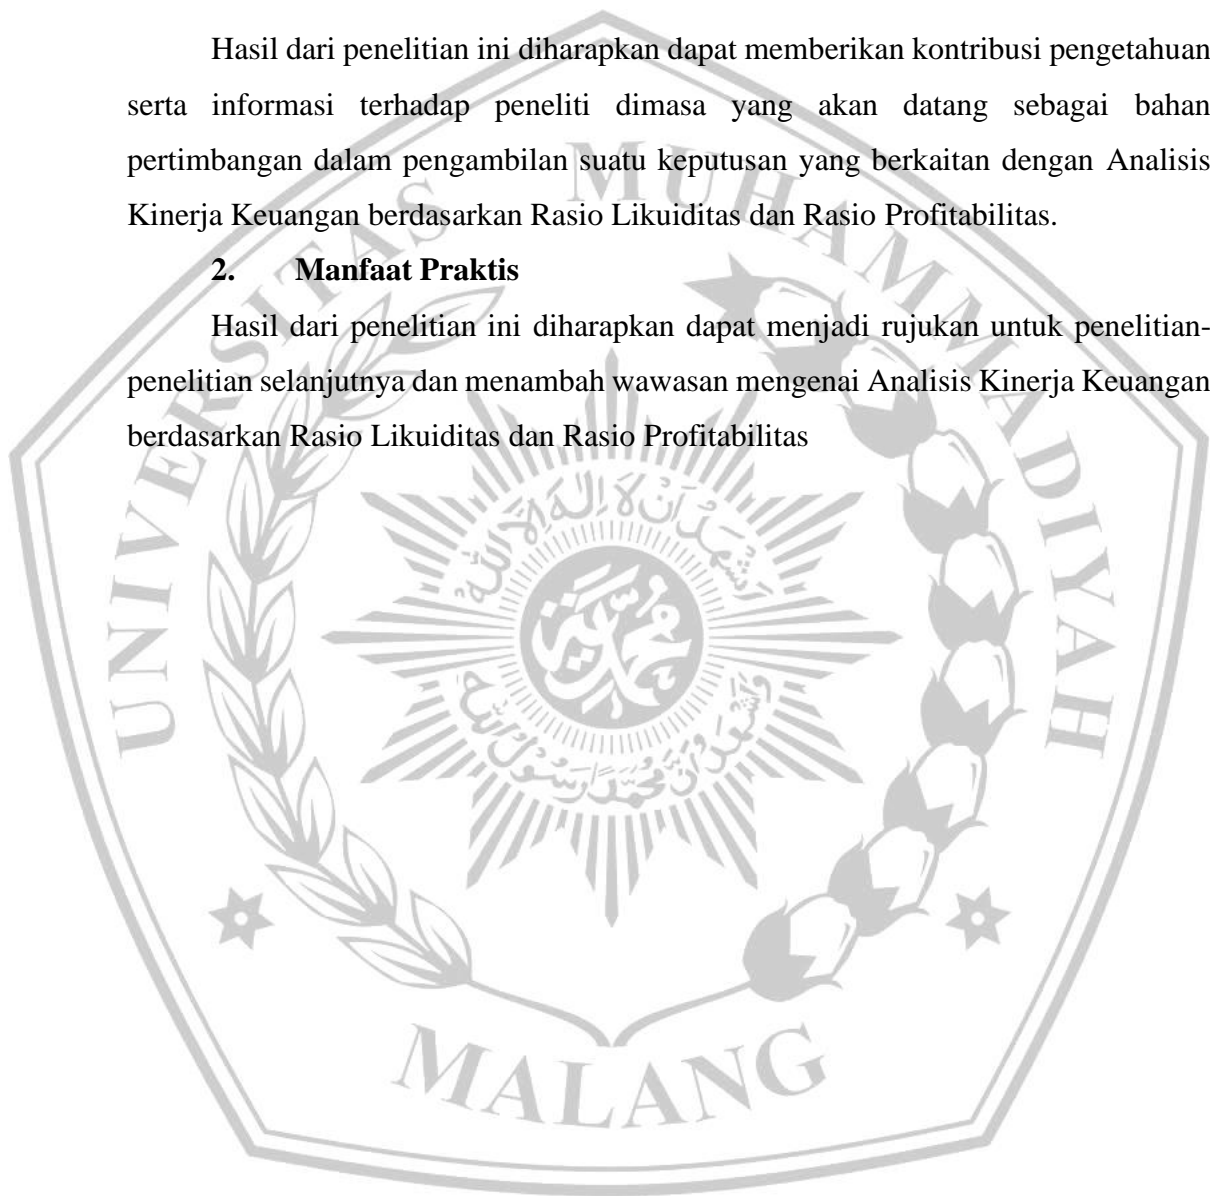 Hasil dari penelitian ini diharapkan dapat memberikan kontribusi pengetahuan
serta informasi terhadap peneliti dimasa yang akan datang sebagai bahan
pertimbangan dalam pengambilan suatu keputusan yang berkaitan dengan Analisis
Kinerja Keuangan berdasarkan Rasio Likuiditas dan Rasio Profitabilitas.
2. Manfaat Praktis
Hasil dari penelitian ini diharapkan dapat menjadi rujukan untuk penelitian-
penelitian selanjutnya dan menambah wawasan mengenai Analisis Kinerja Keuangan
berdasarkan Rasio Likuiditas dan Rasio Profitabilitas
UNIVERSITAS MUHAMMADIYAH
MALANG